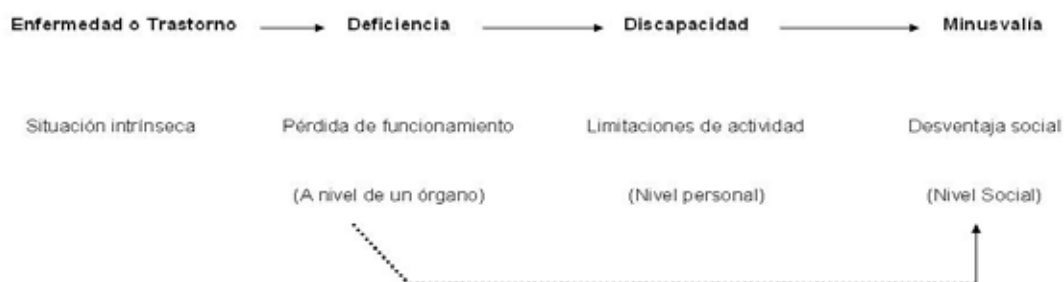 Enfermedad o Trastorno Deficiencia Discapacidad Minusvalía
Situación intrínseca Pérdida de funcionamiento Limitaciones de actividad Desventaja social
(A nivel de un órgano) (Nivel personal) (Nivel Social)